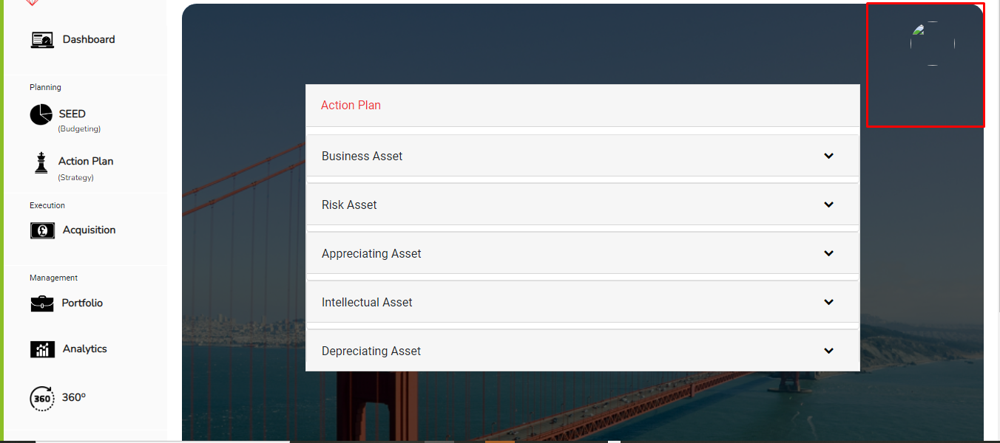 Dashboard
Planning
SEED
(Budgeting)
Action Plan
(Strategy)
Execution
Acquisition
Management
Portfolio
Analytics
360
360º
Action Plan
Business Asset
Risk Asset
Appreciating Asset
Intellectual Asset
Depreciating Asset